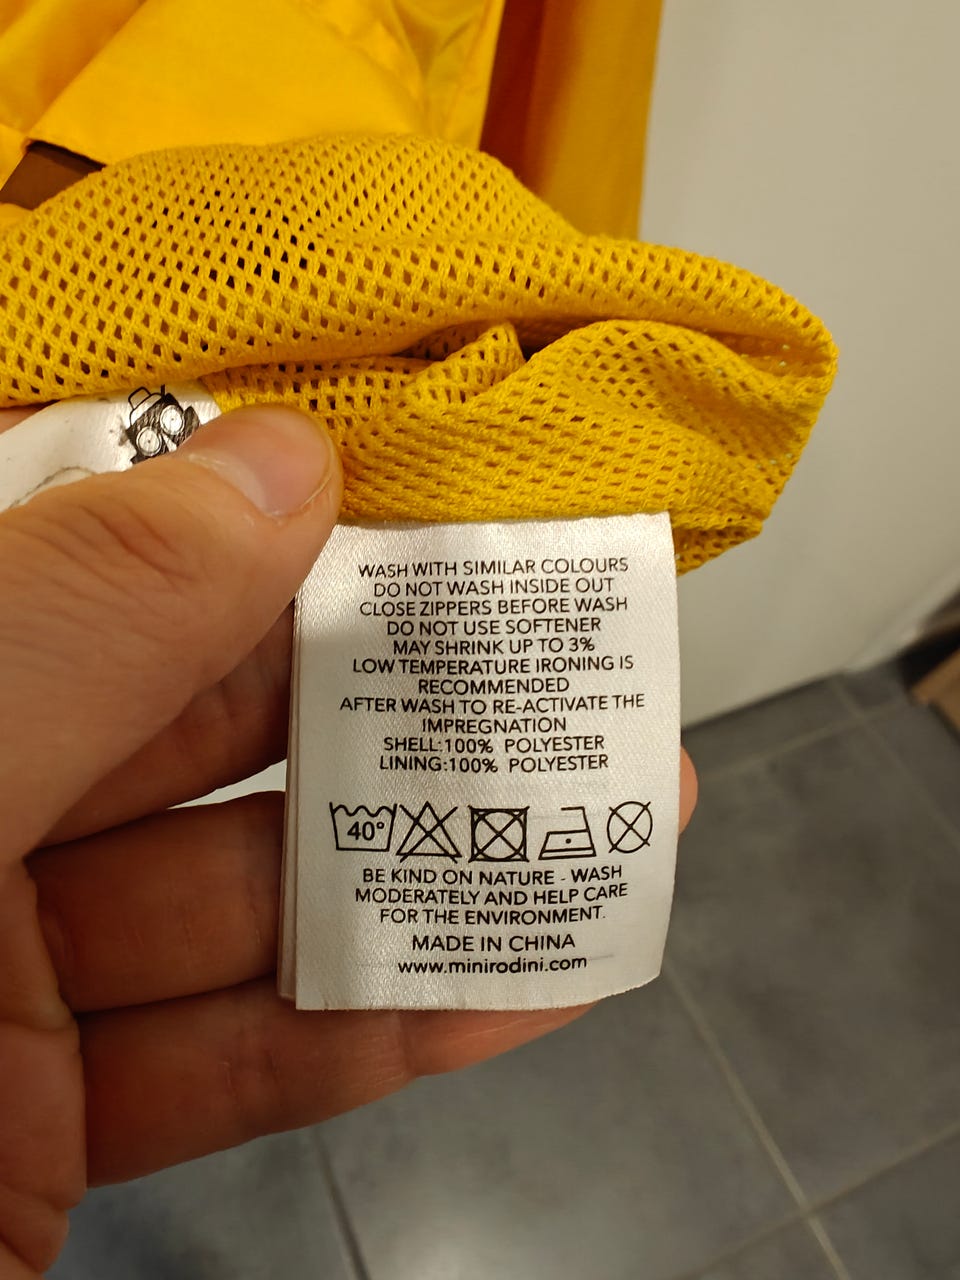 WASH WITH SIMILAR COLOURS
DO NOT WASH INSIDE OUT
CLOSE ZIPPERS BEFORE WASH
DO NOT USE SOFTENER
MAY SHRINK UP TO 3%
LOW TEMPERATURE IRONING IS
RECOMMENDED
AFTER WASH TO RE-ACTIVATE THE
IMPREGNATION
SHELL:100% POLYESTER
LINING:100% POLYESTER
40°
BE KIND ON NATURE - WASH
MODERATELY AND HELP CARE
FOR THE ENVIRONMENT.
MADE IN CHINA
www.minirodini.com